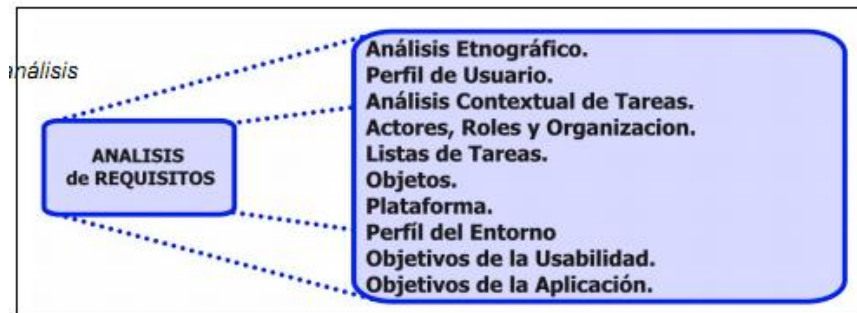 análisis
ANALISIS
de REQUISITOS
Análisis Etnográfico.
Perfil de Usuario.
Análisis Contextual de Tareas.
Actores, Roles y Organizacion.
Listas de Tareas.
Objetos.
Plataforma.
Perfíl del Entorno
Objetivos de la Usabilidad.
Objetivos de la Aplicación.